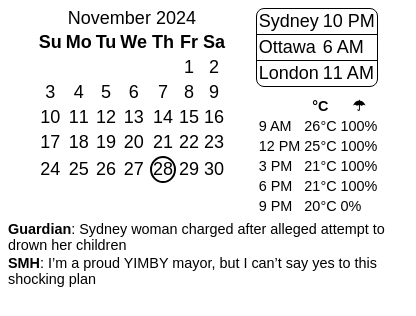 November 2024
Su Mo Tu We Th Fr Sa
1 2
3 4 5 6 7 8 9
10 11 12 13 14 15 16
17 18 19 20 21 22 23
24 25 26 27 28 29 30
Sydney 10 PM
Ottawa 6 AM
London 11 AM
°C ☂
9 AM 26°C 100%
12 PM 25°C 100%
3 PM 21°C 100%
6 PM 21°C 100%
9 PM 20°C 0%
Guardian: Sydney woman charged after alleged attempt to
drown her children
SMH: I’m a proud YIMBY mayor, but I can’t say yes to this
shocking plan